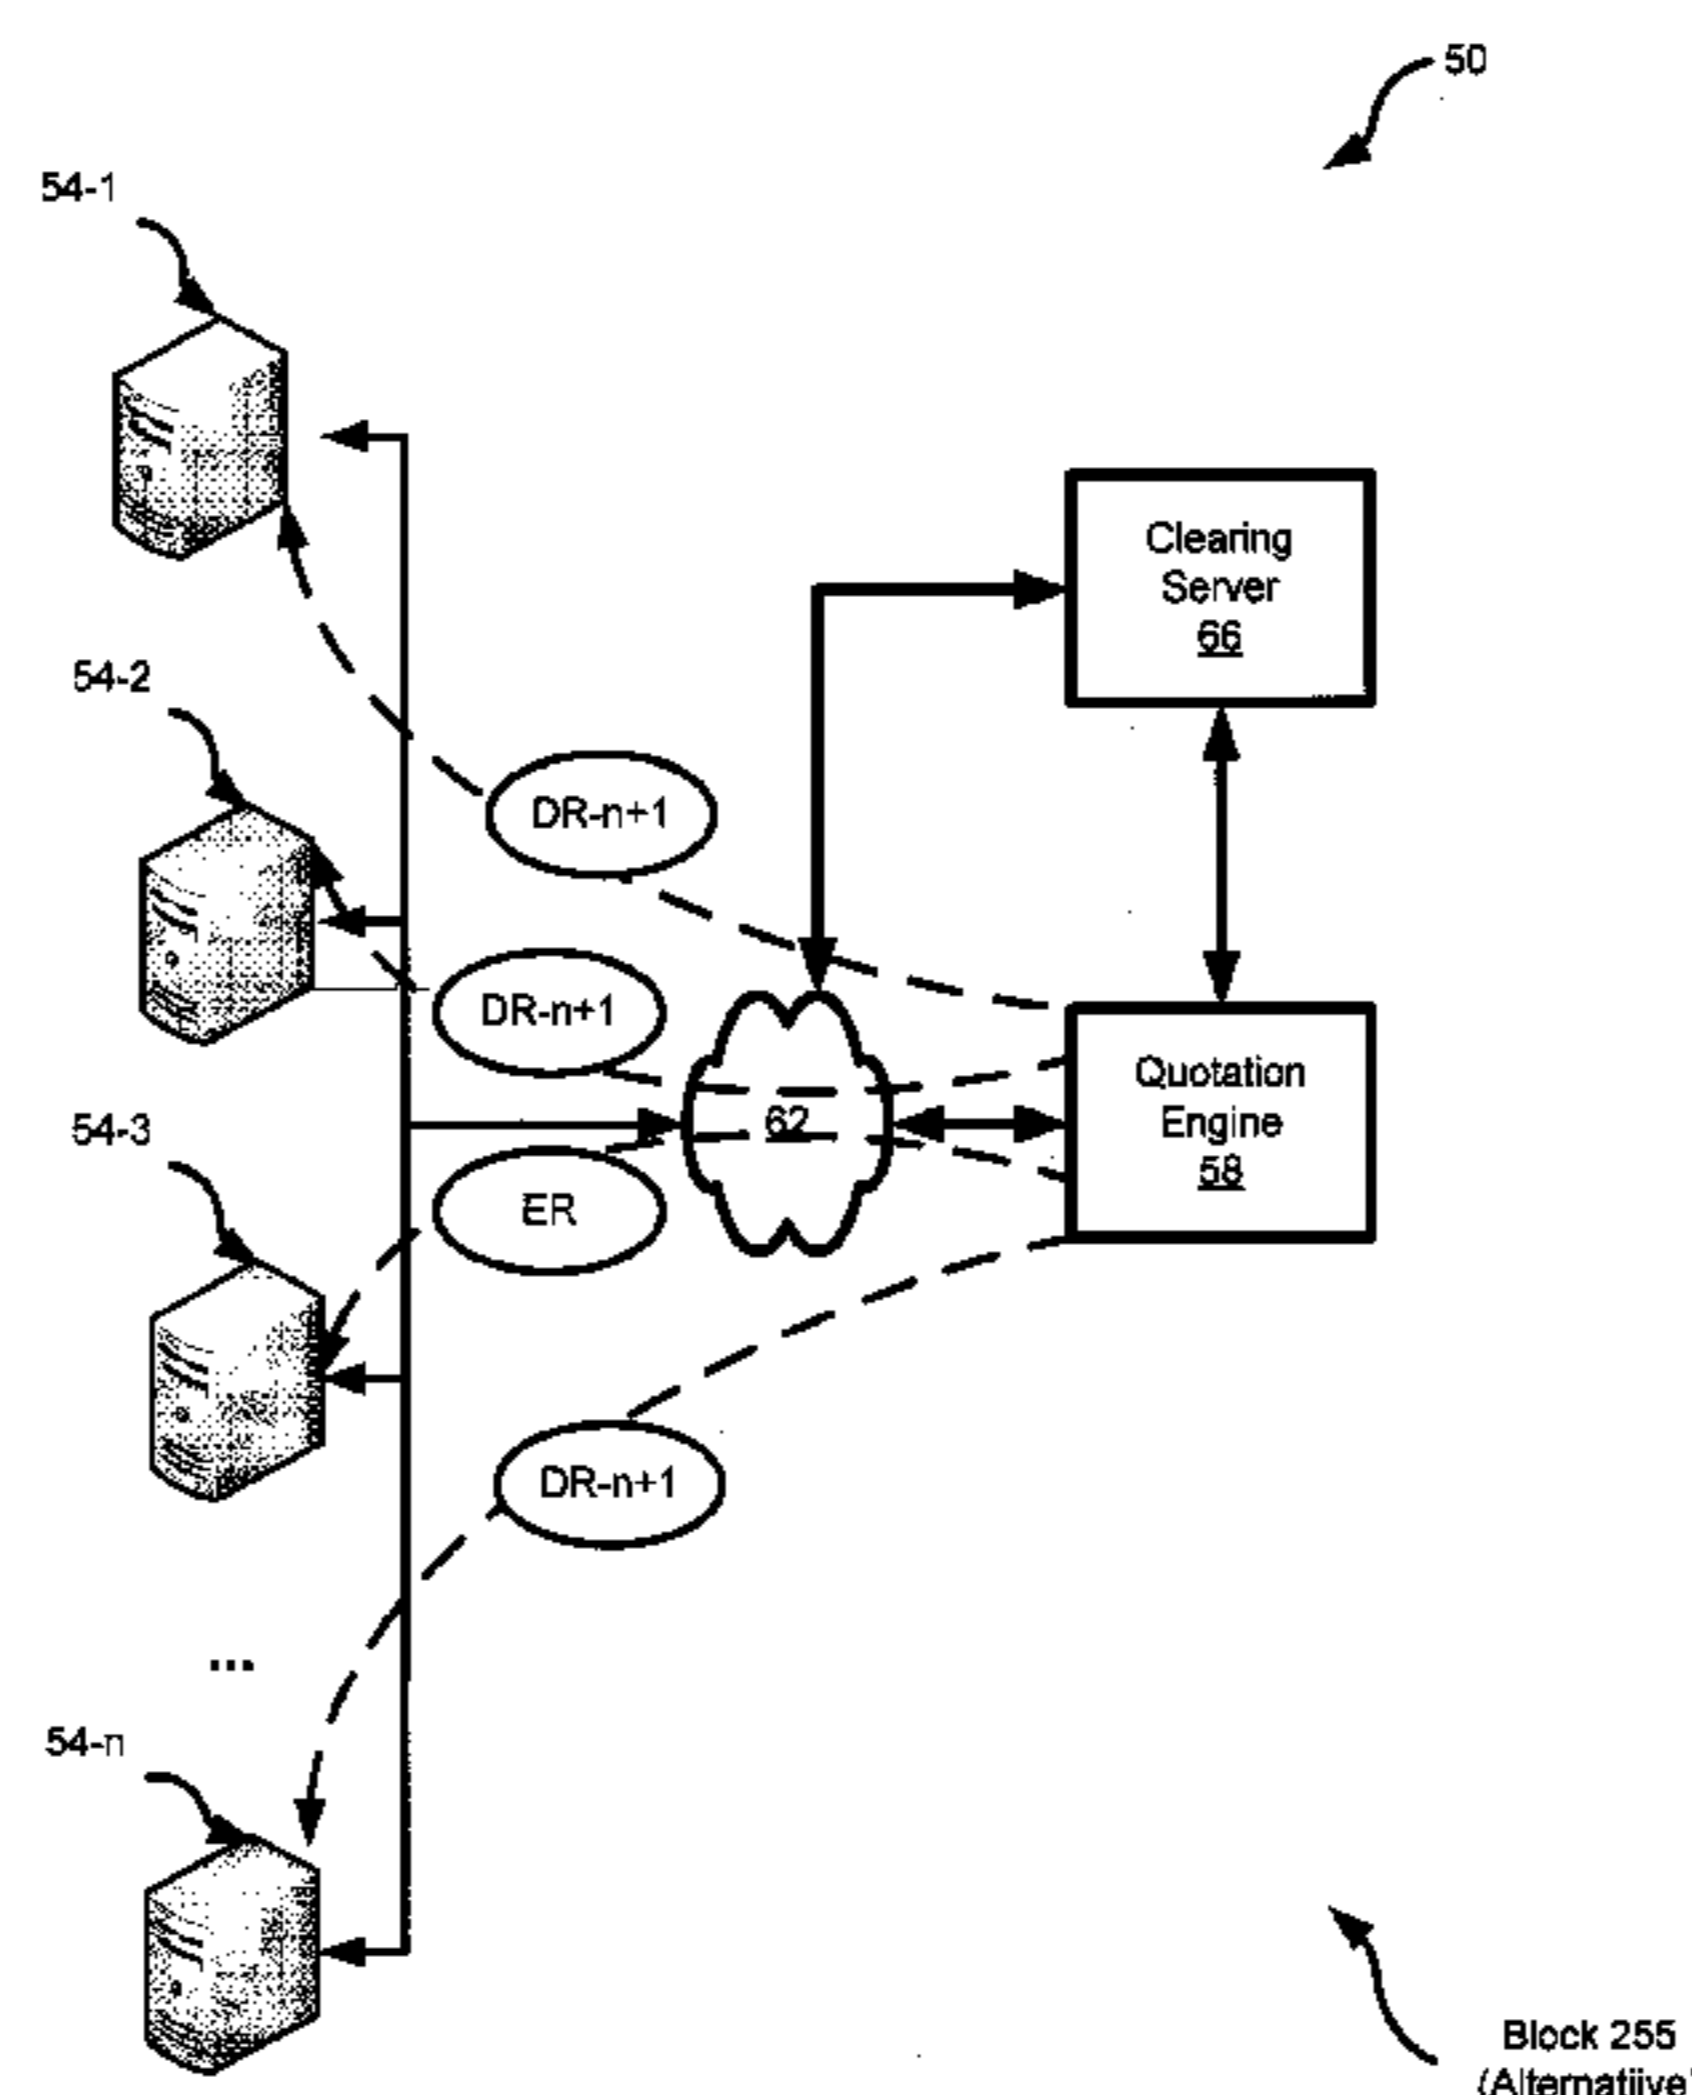 50
54-1
Clearing
Server
66
54-2
DR-n+1
DR-n+1
Quotation
Engine
58
62
54-3
ER
DR-n+1
...
54-n
Block 255
(Alternatiive)